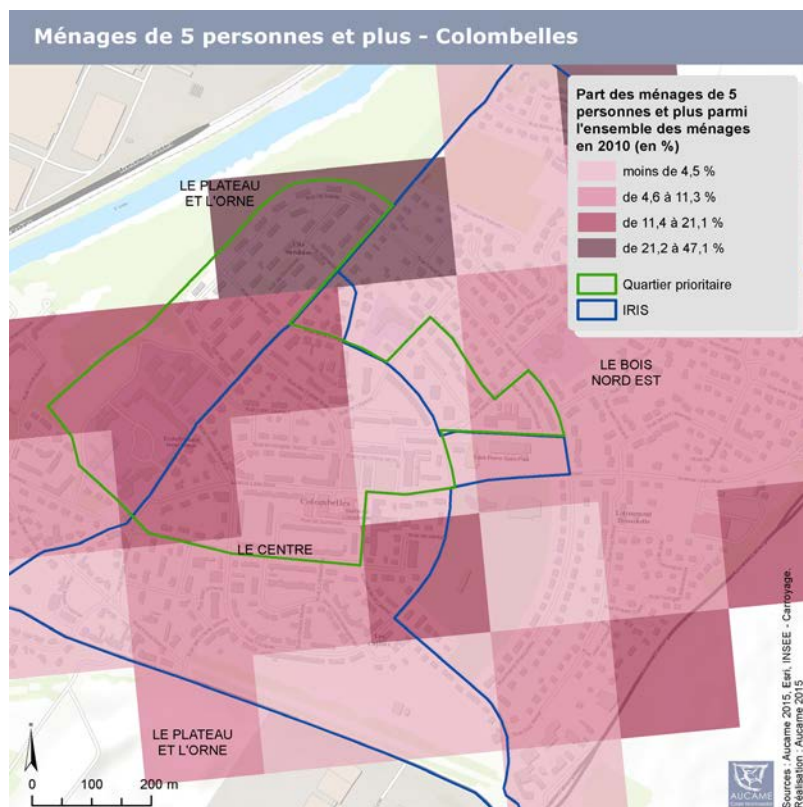 Ménages de 5 personnes et plus - Colombelles
Part des ménages de 5
personnes et plus parmi
l'ensemble des ménages
en 2010 (en %)
moins de 4,5 %
de 4,6 à 11,3 %
de 11,4 à 21,1 %
de 21,2 à 47,1 %
Quartier prioritaire
IRIS
LE PLATEAU
ET L'ORNE
LE BOIS
NORD EST
Colombelles
LE CENTRE
LE PLATEAU
ET L'ORNE
0 100 200 m
AUCAME
Sources : Aucame 2015, Esri, INSEE - Carroyage.
Réalisation : Aucame 2015